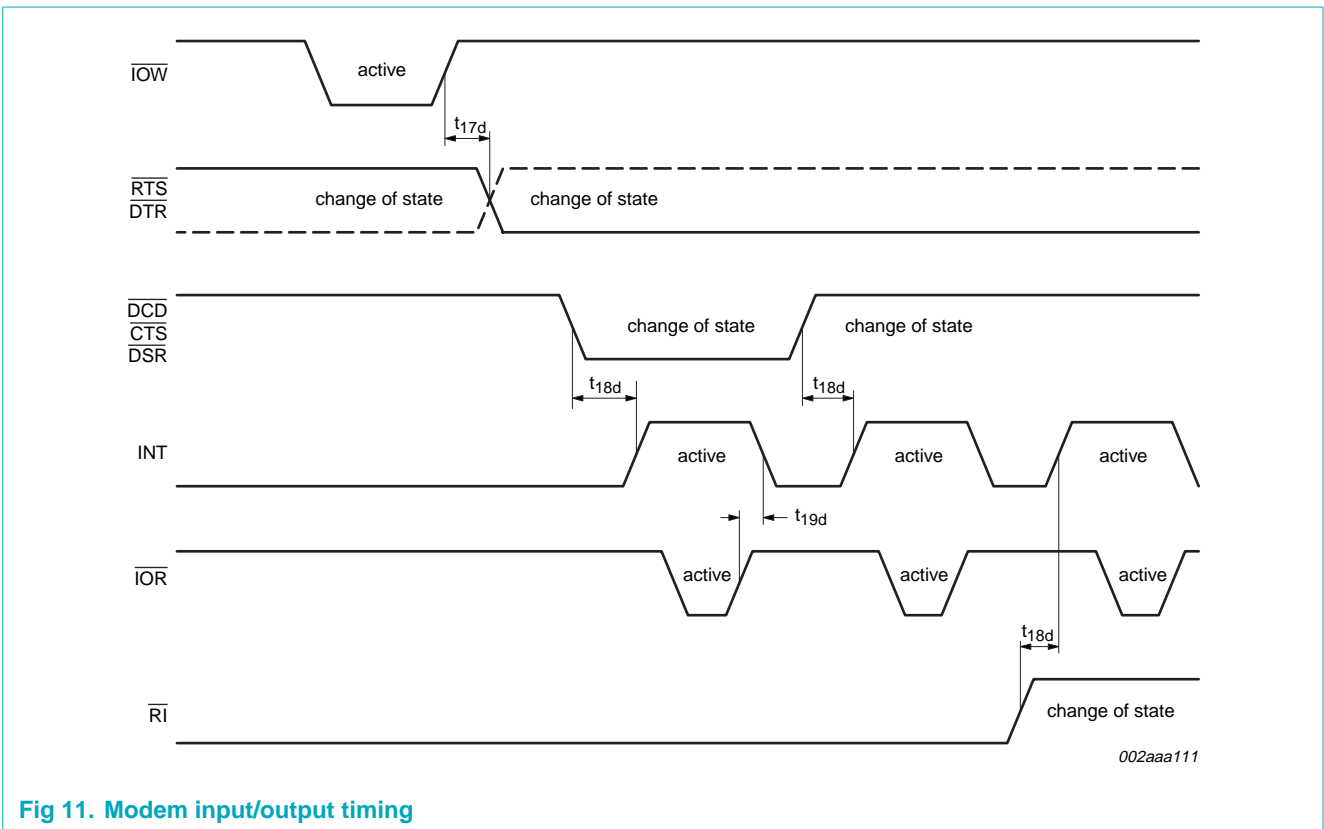 IOW
active
t17d
RTS
DTR
change of state
change of state
DCD
CTS
DSR
change of state
change of state
t18d
t18d
INT
active
active
active
t19d
IOR
active
active
active
t18d
RI
change of state
002aaa111
Fig 11. Modem input/output timing